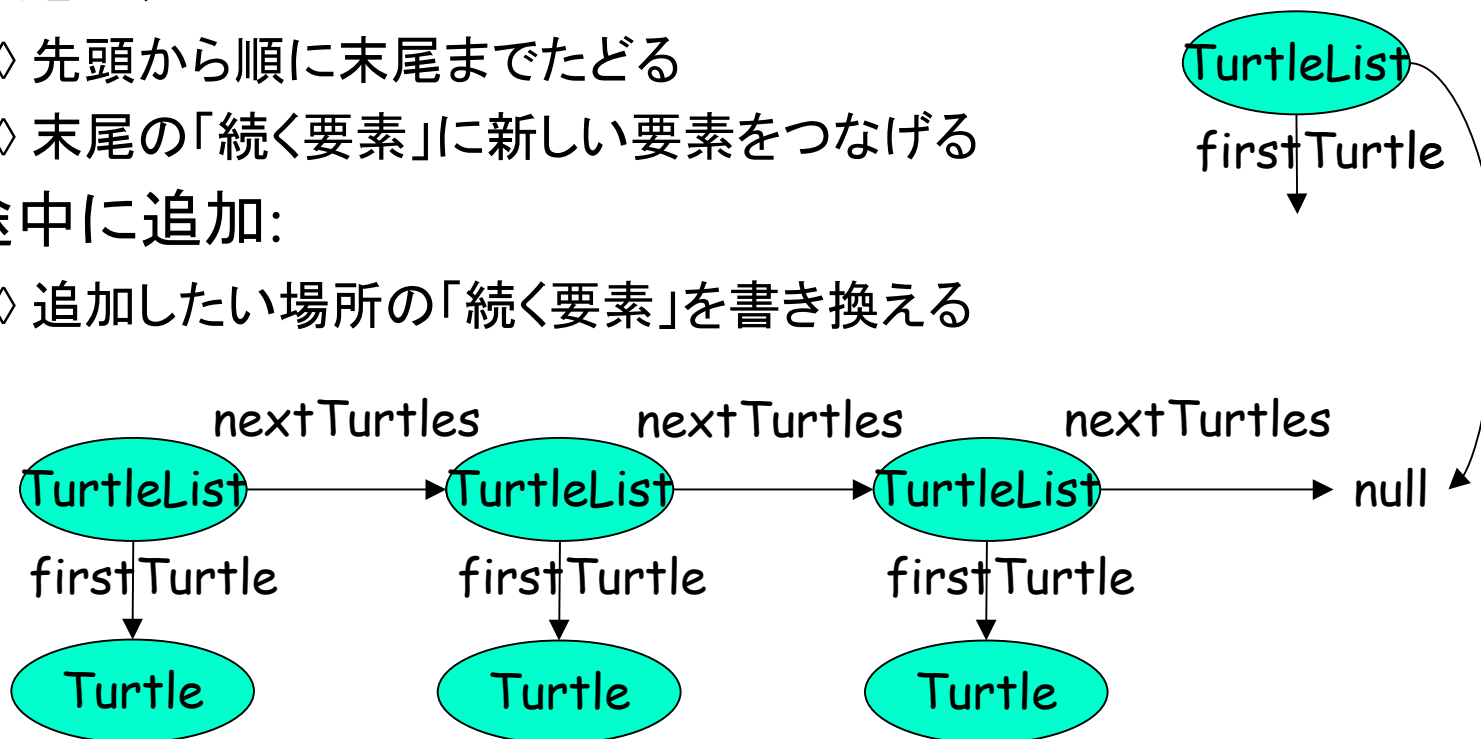 ◊ 先頭から順に末尾までたどる
◊ 末尾の「続く要素」に新しい要素をつなげる
途中に追加:
◊ 追加したい場所の「続く要素」を書き換える
TurtleList
firstTurtle
nextTurtles nextTurtles nextTurtles
TurtleList TurtleList TurtleList null
firstTurtle firstTurtle firstTurtle
Turtle Turtle Turtle